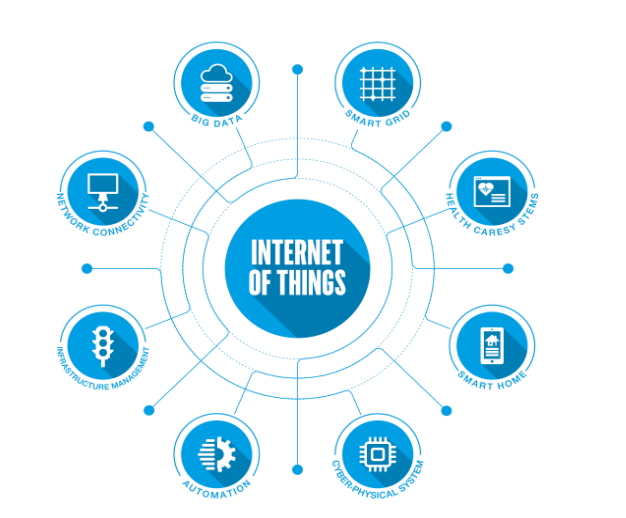 BIG DATA
SMART GRID
NETWORK CONNECTIVITY
HEALTH CARESY STEMS
INTERNET
OF THINGS
INFRASTRUCTURE MANAGEMENT
SMART HOME
AUTOMATION
CYBER-PHYSICAL SYSTEM